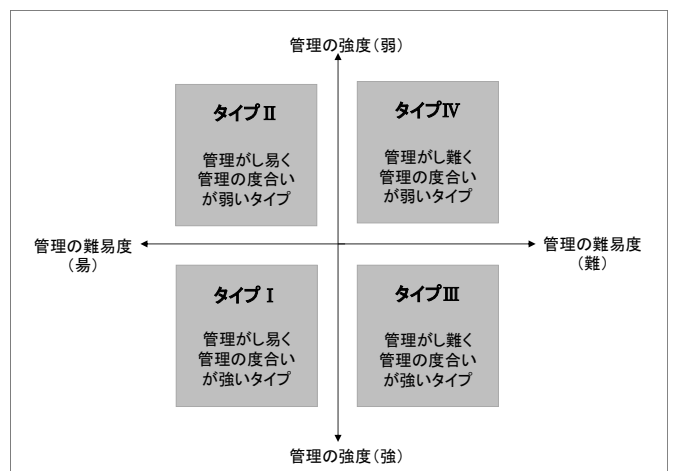 管理の強度（弱）
タイプⅡ
管理がし易く
管理の度合い
が弱いタイプ
タイプⅣ
管理がし難く
管理の度合い
が弱いタイプ
管理の難易度
（易）
管理の難易度
（難）
タイプⅠ
管理がし易く
管理の度合い
が強いタイプ
タイプⅢ
管理がし難く
管理の度合い
が強いタイプ
管理の強度（強）